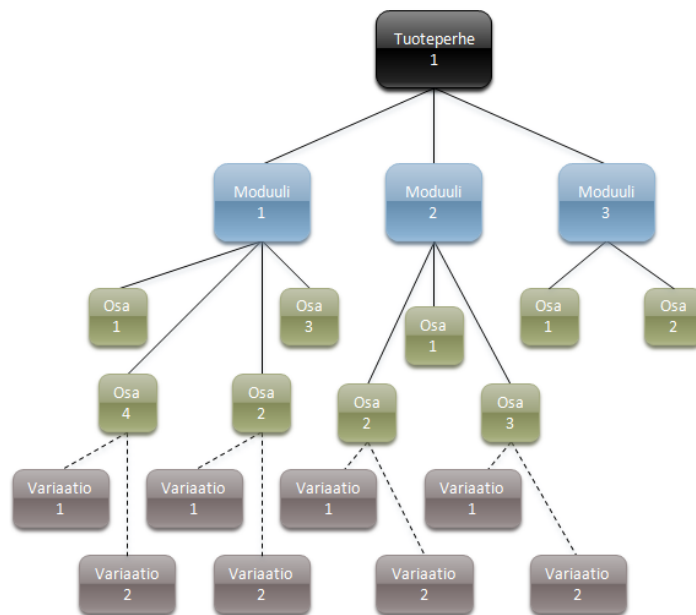 Tuoteperhe
1
Moduuli
1
Moduuli
2
Moduuli
3
Osa
1
Osa
3
Osa
1
Osa
1
Osa
2
Osa
4
Osa
2
Osa
2
Osa
3
Variaatio
1
Variaatio
1
Variaatio
1
Variaatio
1
Variaatio
2
Variaatio
2
Variaatio
2
Variaatio
2